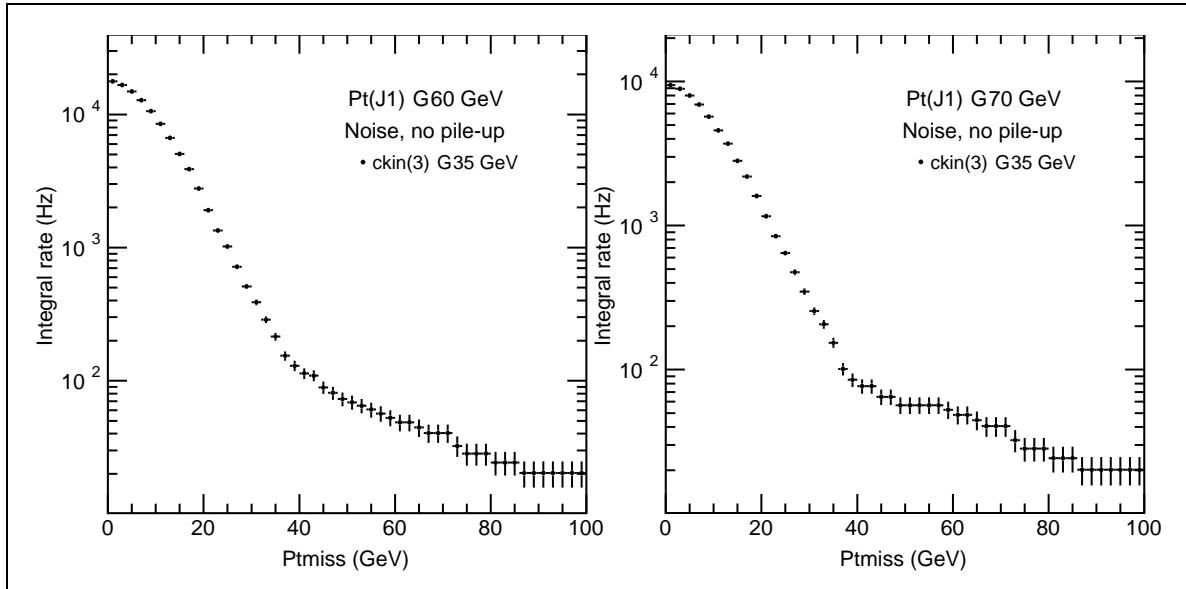 Pt(J1) G60 GeV
Noise, no pile-up
ckin(3) G35 GeV
Integral rate (Hz)
10 4
10 3
10 2
0 20 40 60 80 100
Ptmiss (GeV)
Pt(J1) G70 GeV
Noise, no pile-up
ckin(3) G35 GeV
Integral rate (Hz)
10 4
10 3
10 2
0 20 40 60 80 100
Ptmiss (GeV)